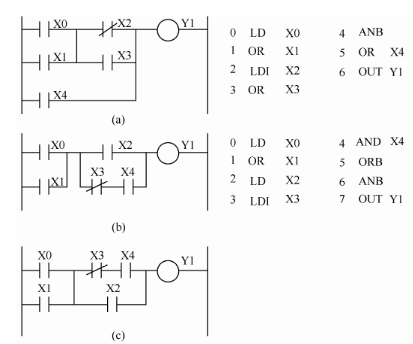 X0 X2 Y1
X1 X3
X4
(a)
0 LD X0 4 ANB
1 OR X1 5 OR X4
2 LDI X2 6 OUT Y1
3 OR X3
X0 X2 Y1
X1 X3 X4
(b)
0 LD X0 4 AND X4
1 OR X1 5 ORB
2 LD X2 6 ANB
3 LDI X3 7 OUT Y1
X0 X3 X4 Y1
X1 X2
(c)